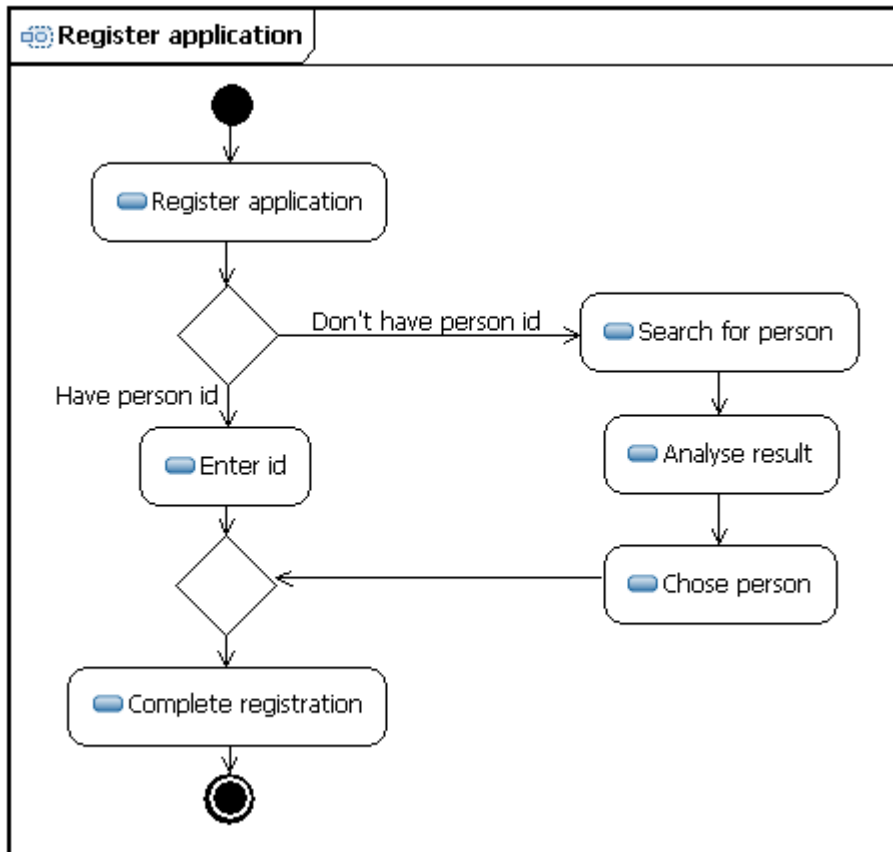 Register application
Register application
Don't have person id
Search for person
Have person id
Enter id
Analyse result
Chose person
Complete registration